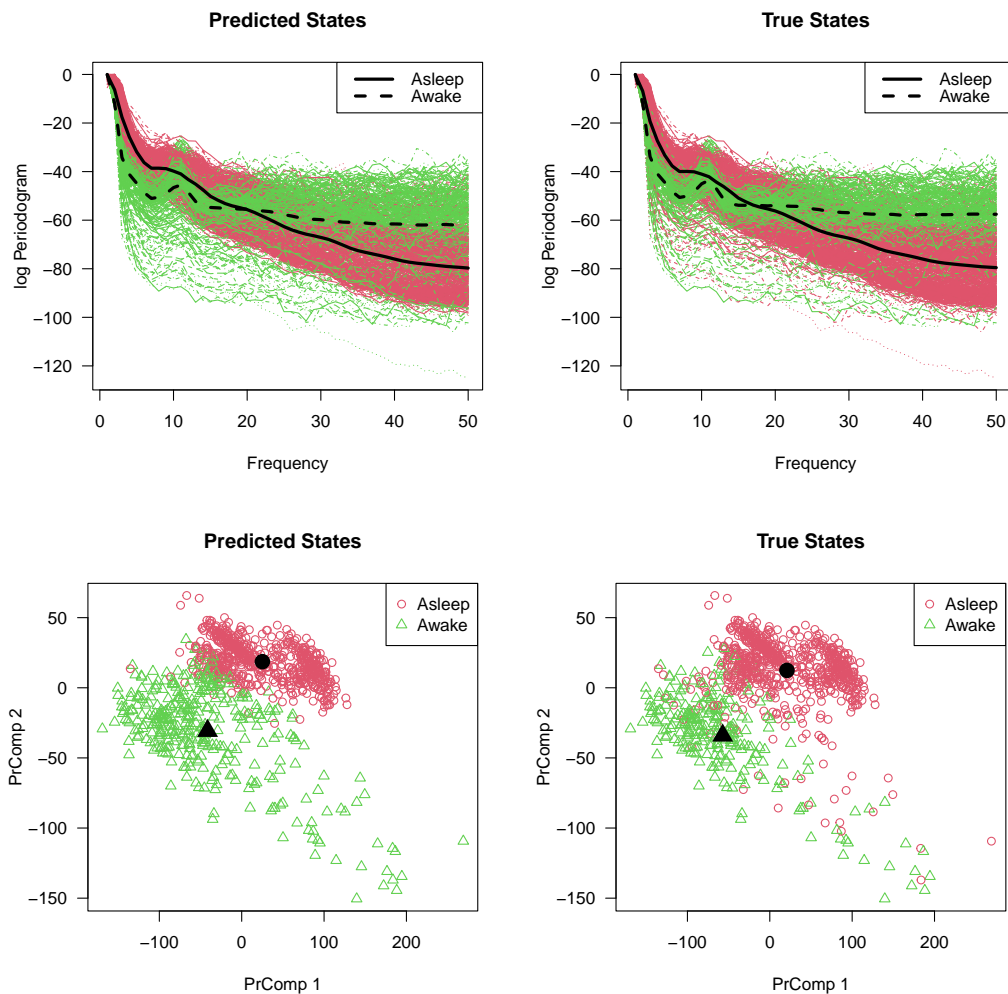 Predicted States
True States
log Periodogram
0
−20
−40
−60
−80
−100
−120
Asleep
Awake
0 10 20 30 40 50
Frequency
log Periodogram
0
−20
−40
−60
−80
−100
−120
Asleep
Awake
0 10 20 30 40 50
Frequency
Predicted States
True States
PrComp 2
50
0
−50
−100
−150
Asleep
Awake
−100 0 100 200
PrComp 1
PrComp 2
50
0
−50
−100
−150
Asleep
Awake
−100 0 100 200
PrComp 1